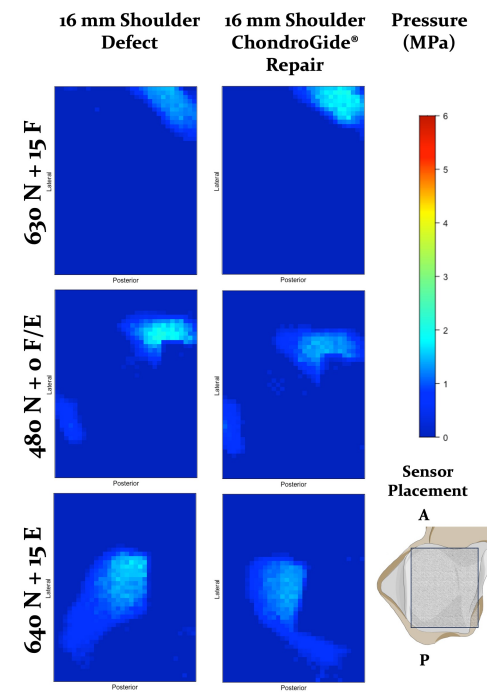 16 mm Shoulder
Defect
16 mm Shoulder
ChondroGide®
Repair
Pressure
(MPa)
630 N + 15 F
Lateral
Posterior
Lateral
Posterior
6
5
4
3
2
1
0
480 N + 0 F/E
Lateral
Posterior
Lateral
Posterior
Sensor
Placement
A
P
640 N + 15 E
Lateral
Posterior
Lateral
Posterior